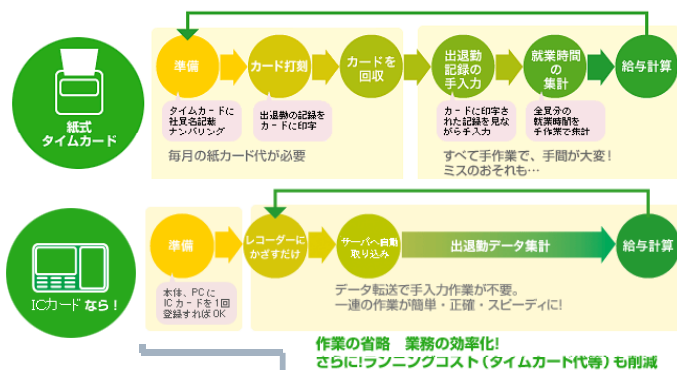 紙式
タイムカード
準備
カード打刻
カードを
回収
出退勤
記録の
手入力
就業時間
の
集計
給与計算
タイムカードに
社員名記載
ナンバリング
出退勤の記録を
カードに印字
カードに印字さ
れた記録を見な
がら手入力
全員分の
就業時間を
手作業で集計
毎月の紙カード代が必要
すべて手作業で、手間が大変!
ミスのおそれも…
ICカードなら!
準備
レコーダーに
かざすだけ
サーバへ自動
取り込み
出退勤データ集計
給与計算
本体、PCに
ICカードを1回
登録すればOK
データ転送で手入力作業が不要。
一連の作業が簡単・正確・スピーディに!
作業の省略 業務の効率化!
さらに!ランニングコスト(タイムカード代等)も削減